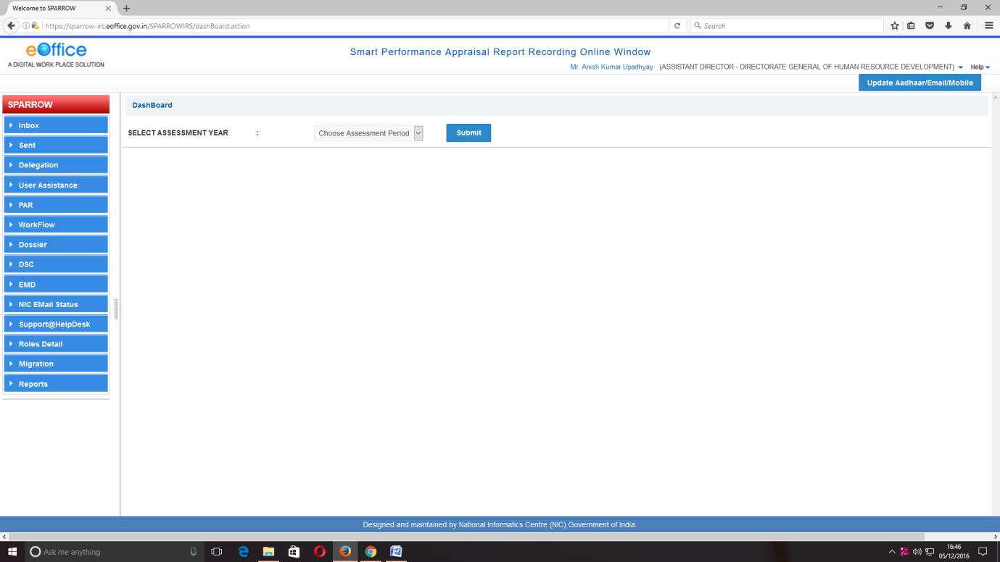 Welcome to SPARROW
https://sparrow-irs.eoffice.gov.in/SPARROWIRS/dashBoard.action
Search
eOffice
A DIGITAL WORK PLACE SOLUTION
Smart Performance Appraisal Report Recording Online Window
Mr. Anish Kumar Upadhyay (ASSISTANT DIRECTOR - DIRECTORATE GENERAL OF HUMAN RESOURCE DEVELOPMENT) Help
Update Aadhaar/Email/Mobile
SPARROW
Inbox
Sent
Delegation
User Assistance
PAR
WorkFlow
Dossier
DSC
EMD
NIC EMail Status
Support@HelpDesk
Roles Detail
Migration
Reports
DashBoard
SELECT ASSESSMENT YEAR : Choose Assessment Period Submit
Designed and maintained by National Informatics Centre (NIC) Government of India.
Ask me anything
16:46
05/12/2016